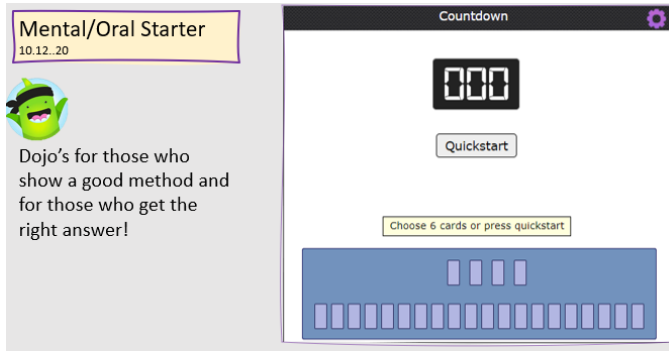 Mental/Oral Starter
10.12..20
Dojo's for those who
show a good method and
for those who get the
right answer!
Countdown
000
Quickstart
Choose 6 cards or press quickstart